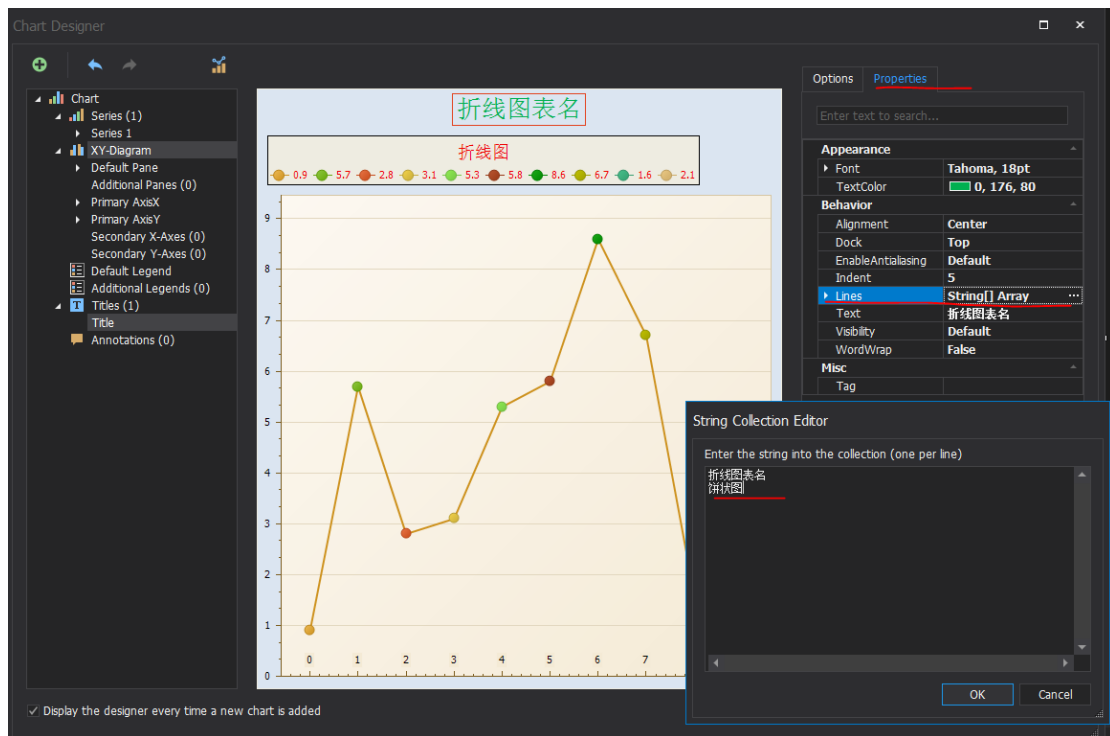 Chart Designer
Chart
Series (1)
Series 1
XY-Diagram
Default Pane
Additional Panes (0)
Primary AxisX
Primary AxisY
Secondary X-Axes (0)
Secondary Y-Axes (0)
Default Legend
Additional Legends (0)
T Titles (1)
Title
Annotations (0)
折线图表名
折线图
0.9 5.7 2.8 3.1 5.3 5.8 8.6 6.7 1.6 2.1
9
8
7
6
5
4
3
2
1
0
0 1 2 3 4 5 6 7
Options Properties
Enter text to search...
Appearance
Font Tahoma, 18pt
TextColor 0, 176, 80
Behavior
Alignment Center
Dock Top
EnableAntialiasing Default
Indent 5
Lines String[] Array ...
Text 折线图表名
Visibility Default
WordWrap False
Misc
Tag
String Collection Editor
Enter the string into the collection (one per line)
折线图表名
饼状图
OK Cancel
Display the designer every time a new chart is added